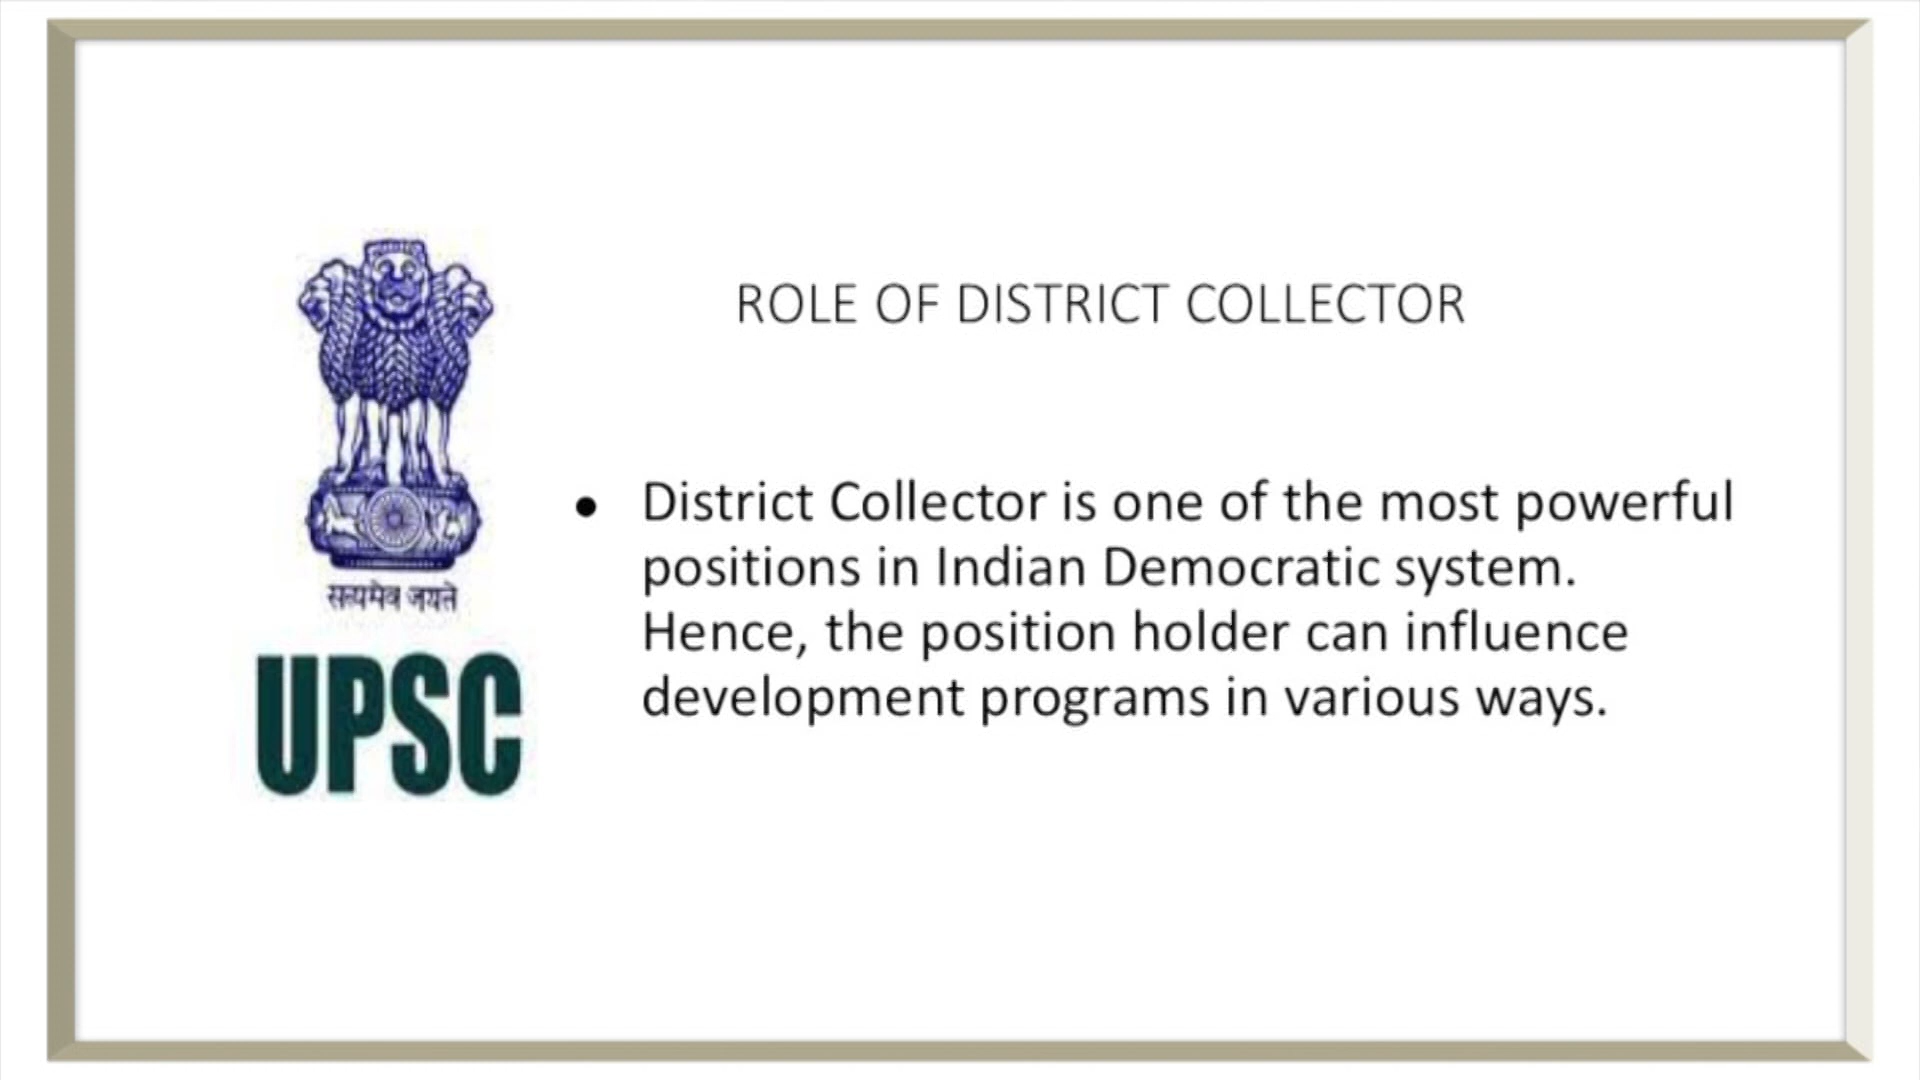 सत्यमेव जयते
UPSC
ROLE OF DISTRICT COLLECTOR
• District Collector is one of the most powerful
positions in Indian Democratic system.
Hence, the position holder can influence
development programs in various ways.